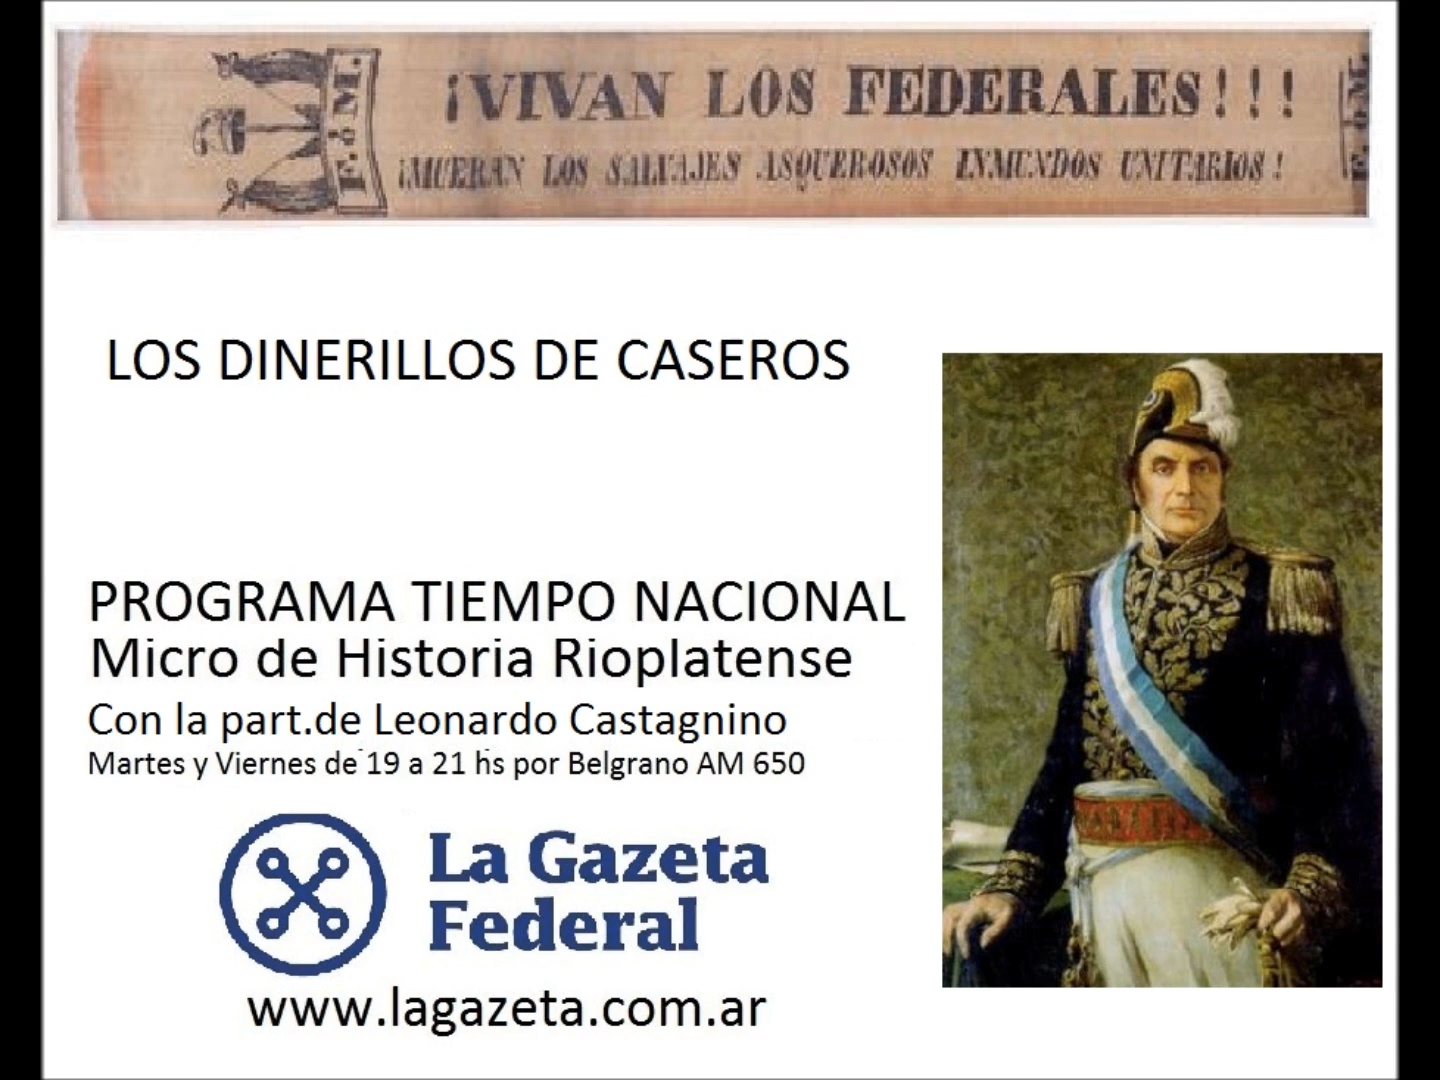 ¡VIVAN LOS FEDERALES!!!
¡MUERAN LOS SALVAJES ASQUEROSOS INMUNDOS UNITARIOS!
LOS DINERILLOS DE CASEROS
PROGRAMA TIEMPO NACIONAL
Micro de Historia Rioplatense
Con la part.de Leonardo Castagnino
Martes y Viernes de 19 a 21 hs por Belgrano AM 650
La Gazeta
Federal
www.lagazeta.com.ar